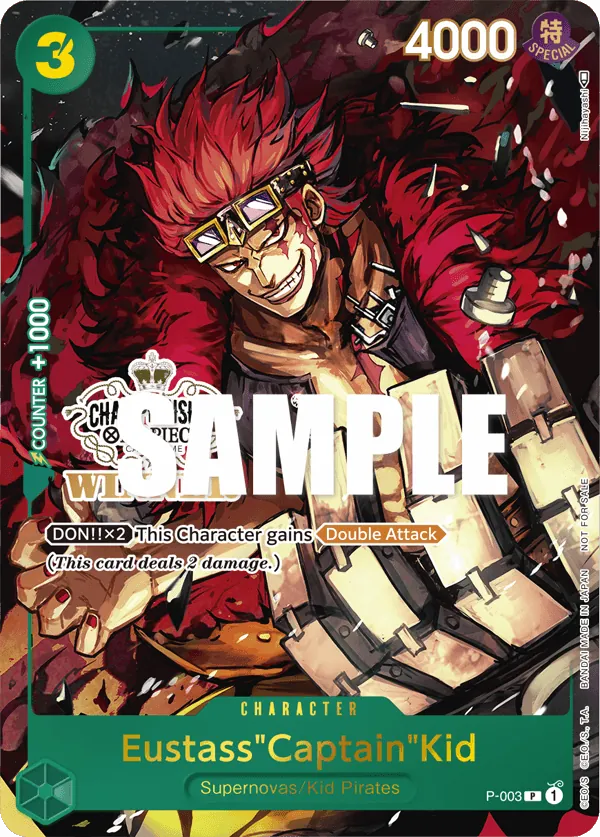 3
4000
特
SPECIAL
Nijihayashi
COUNTER +1000
SAMPLE
DON!!×2 This Character gains Double Attack
(This card deals 2 damage.)
©E.O./S. ©E.O./S., T.A. BANDAI MADE IN JAPAN NOT FOR SALE
CHARACTER
Eustass"Captain"Kid
Supernovas/Kid Pirates
P-003 P 1